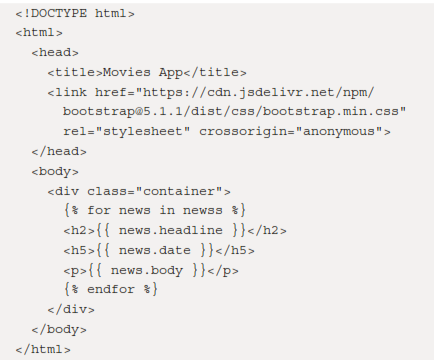 <!DOCTYPE html>
<html>
<head>
<title>Movies App</title>
<link href="https://cdn.jsdelivr.net/npm/
bootstrap@5.1.1/dist/css/bootstrap.min.css"
rel="stylesheet" crossorigin="anonymous">
</head>
<body>
<div class="container">
{% for news in newss %}
<h2>{{ news.headline }}</h2>
<h5>{{ news.date }}</h5>
<p>{{ news.body }}</p>
{% endfor %}
</div>
</body>
</html>